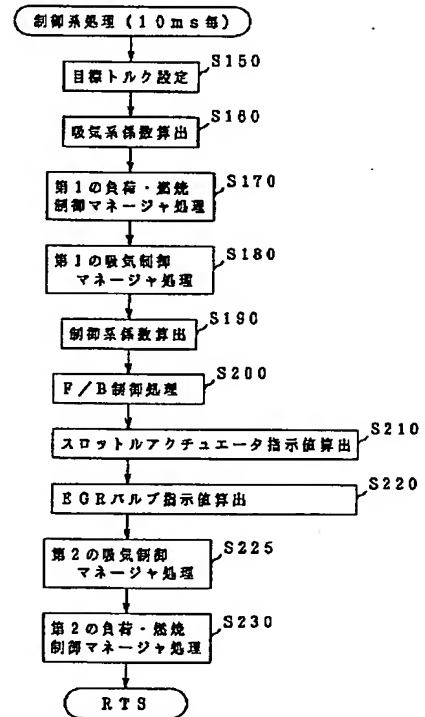 制御系処理（10ms毎）
S150
目標トルク設定
S160
吸気系係数算出
S170
第1の負荷・燃焼
制御マネージャ処理
S180
第1の吸気制御
マネージャ処理
S190
制御系係数算出
S200
F／B制御処理
S210
スロットルアクチュエータ指示値算出
S220
EGRバルブ指示値算出
S225
第2の吸気制御
マネージャ処理
S230
第2の負荷・燃焼
制御マネージャ処理
RTS